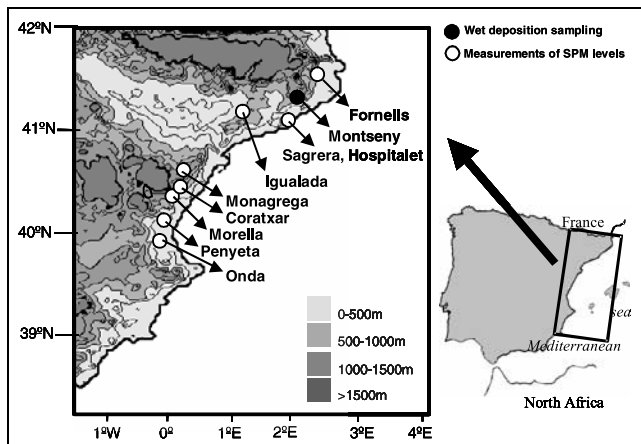 42ºN
41ºN
40ºN
39ºN
1ºW
0º
1ºE
2ºE
3ºE
4ºE
Fornells
Montseny
Sagrera, Hospitalet
Igualada
Monagrega
Coratxar
Morella
Penyeta
Onda
0-500m
500-1000m
1000-1500m
>1500m
Wet deposition sampling
Measurements of SPM levels
France
sea
Mediterranean
North Africa